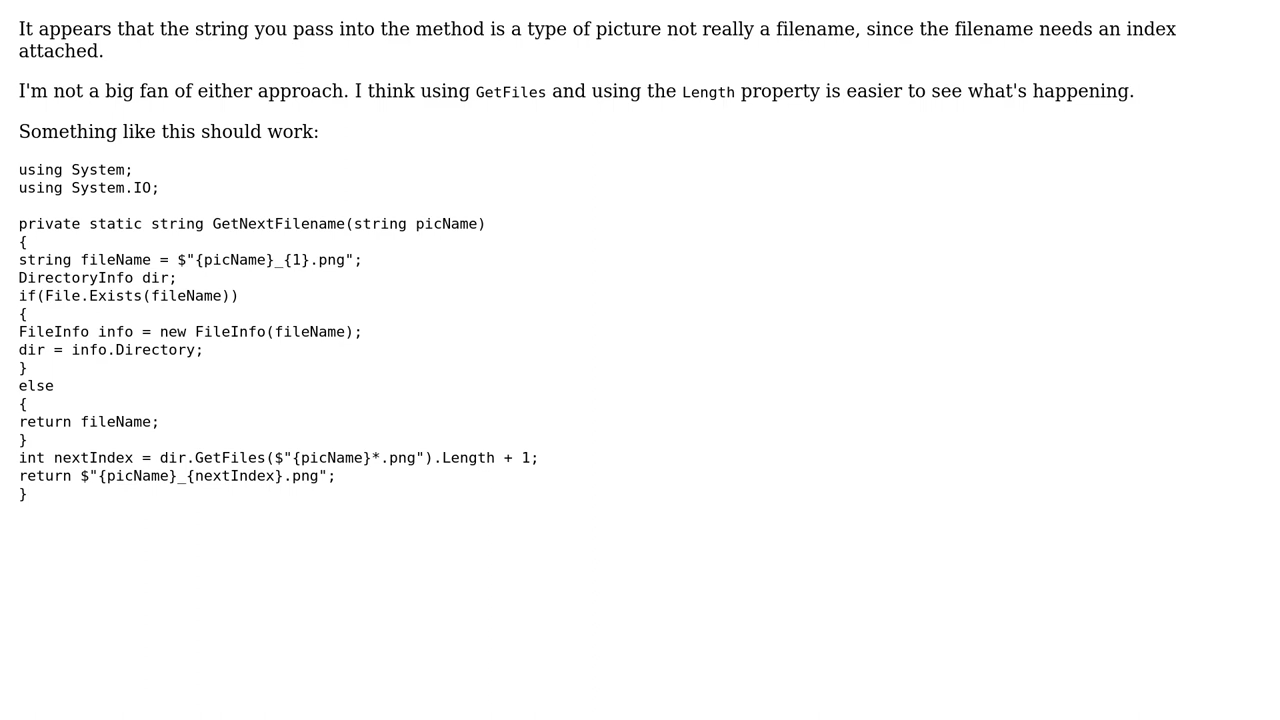 It appears that the string you pass into the method is a type of picture not really a filename, since the filename needs an index
attached.
I'm not a big fan of either approach. I think using GetFiles and using the Length property is easier to see what's happening.
Something like this should work:
using System;
using System.IO;
private static string GetNextFilename(string picName)
{
string fileName = $"{picName}_{1}.png";
DirectoryInfo dir;
if(File.Exists(fileName))
{
FileInfo info = new FileInfo(fileName);
dir = info.Directory;
}
else
{
return fileName;
}
int nextIndex = dir.GetFiles($"{picName}*.png").Length + 1;
return $"{picName}_{nextIndex}.png";
}